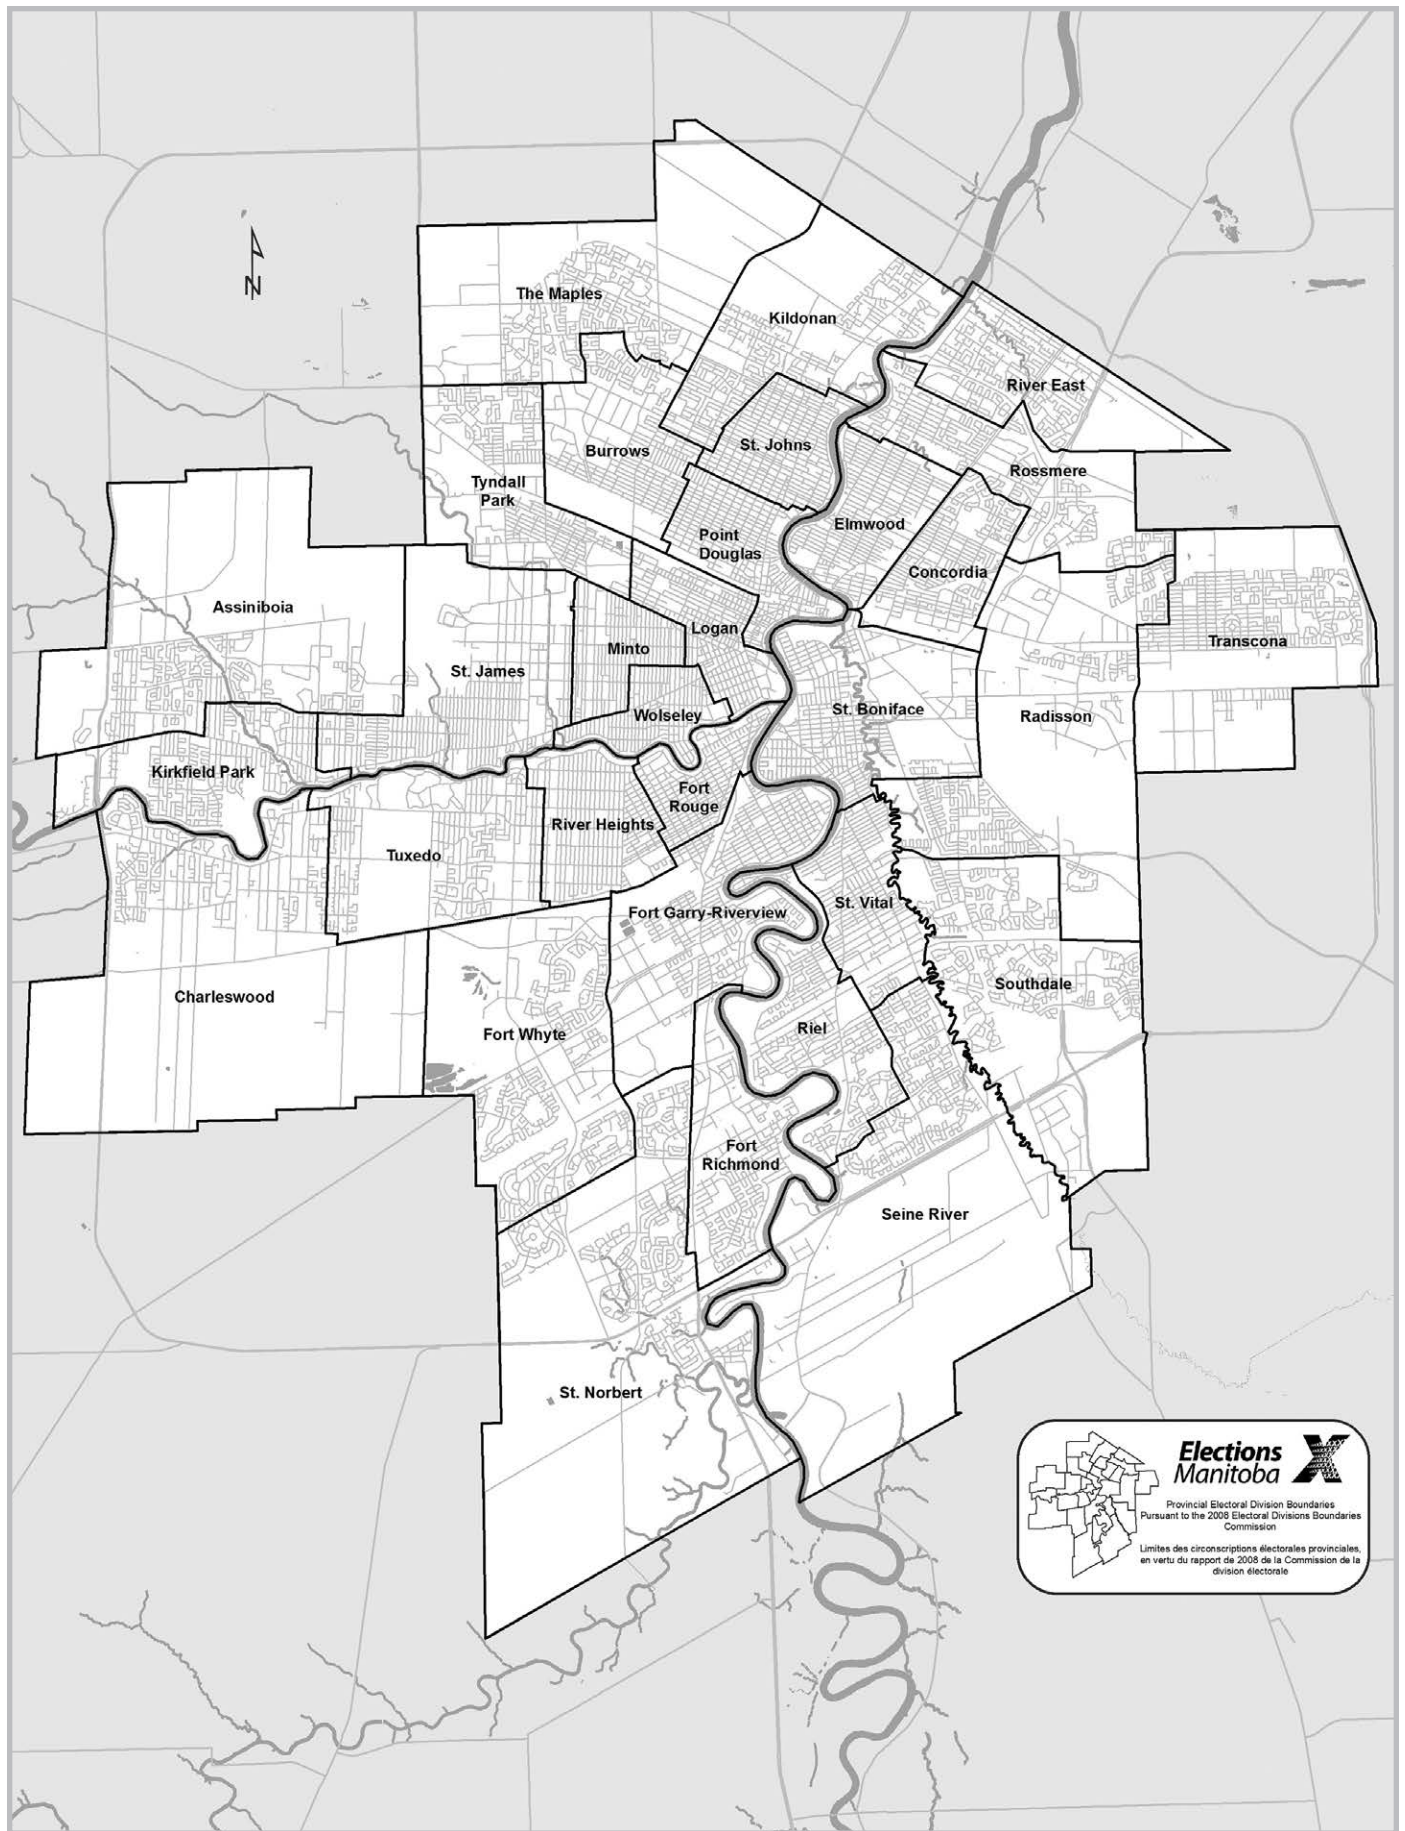 N
The Maples
Kildonan
River East
Burrows
St. Johns
Rossmere
Tyndall
Park
Elmwood
Point
Douglas
Concordia
Assiniboia
Logan
Transcona
Minto
St. James
St. Boniface
Wolseley
Radisson
Kirkfield Park
Fort
Rouge
River Heights
Tuxedo
St. Vital
Fort Garry-Riverview
Southdale
Charleswood
Riel
Fort Whyte
Fort
Richmond
Seine River
St. Norbert
Elections
Manitoba
Provincial Electoral Division Boundaries
Pursuant to the 2008 Electoral Divisions Boundaries
Commission
Limites des circonscriptions électorales provinciales,
en vertu du rapport de 2008 de la Commission de la
division électorale